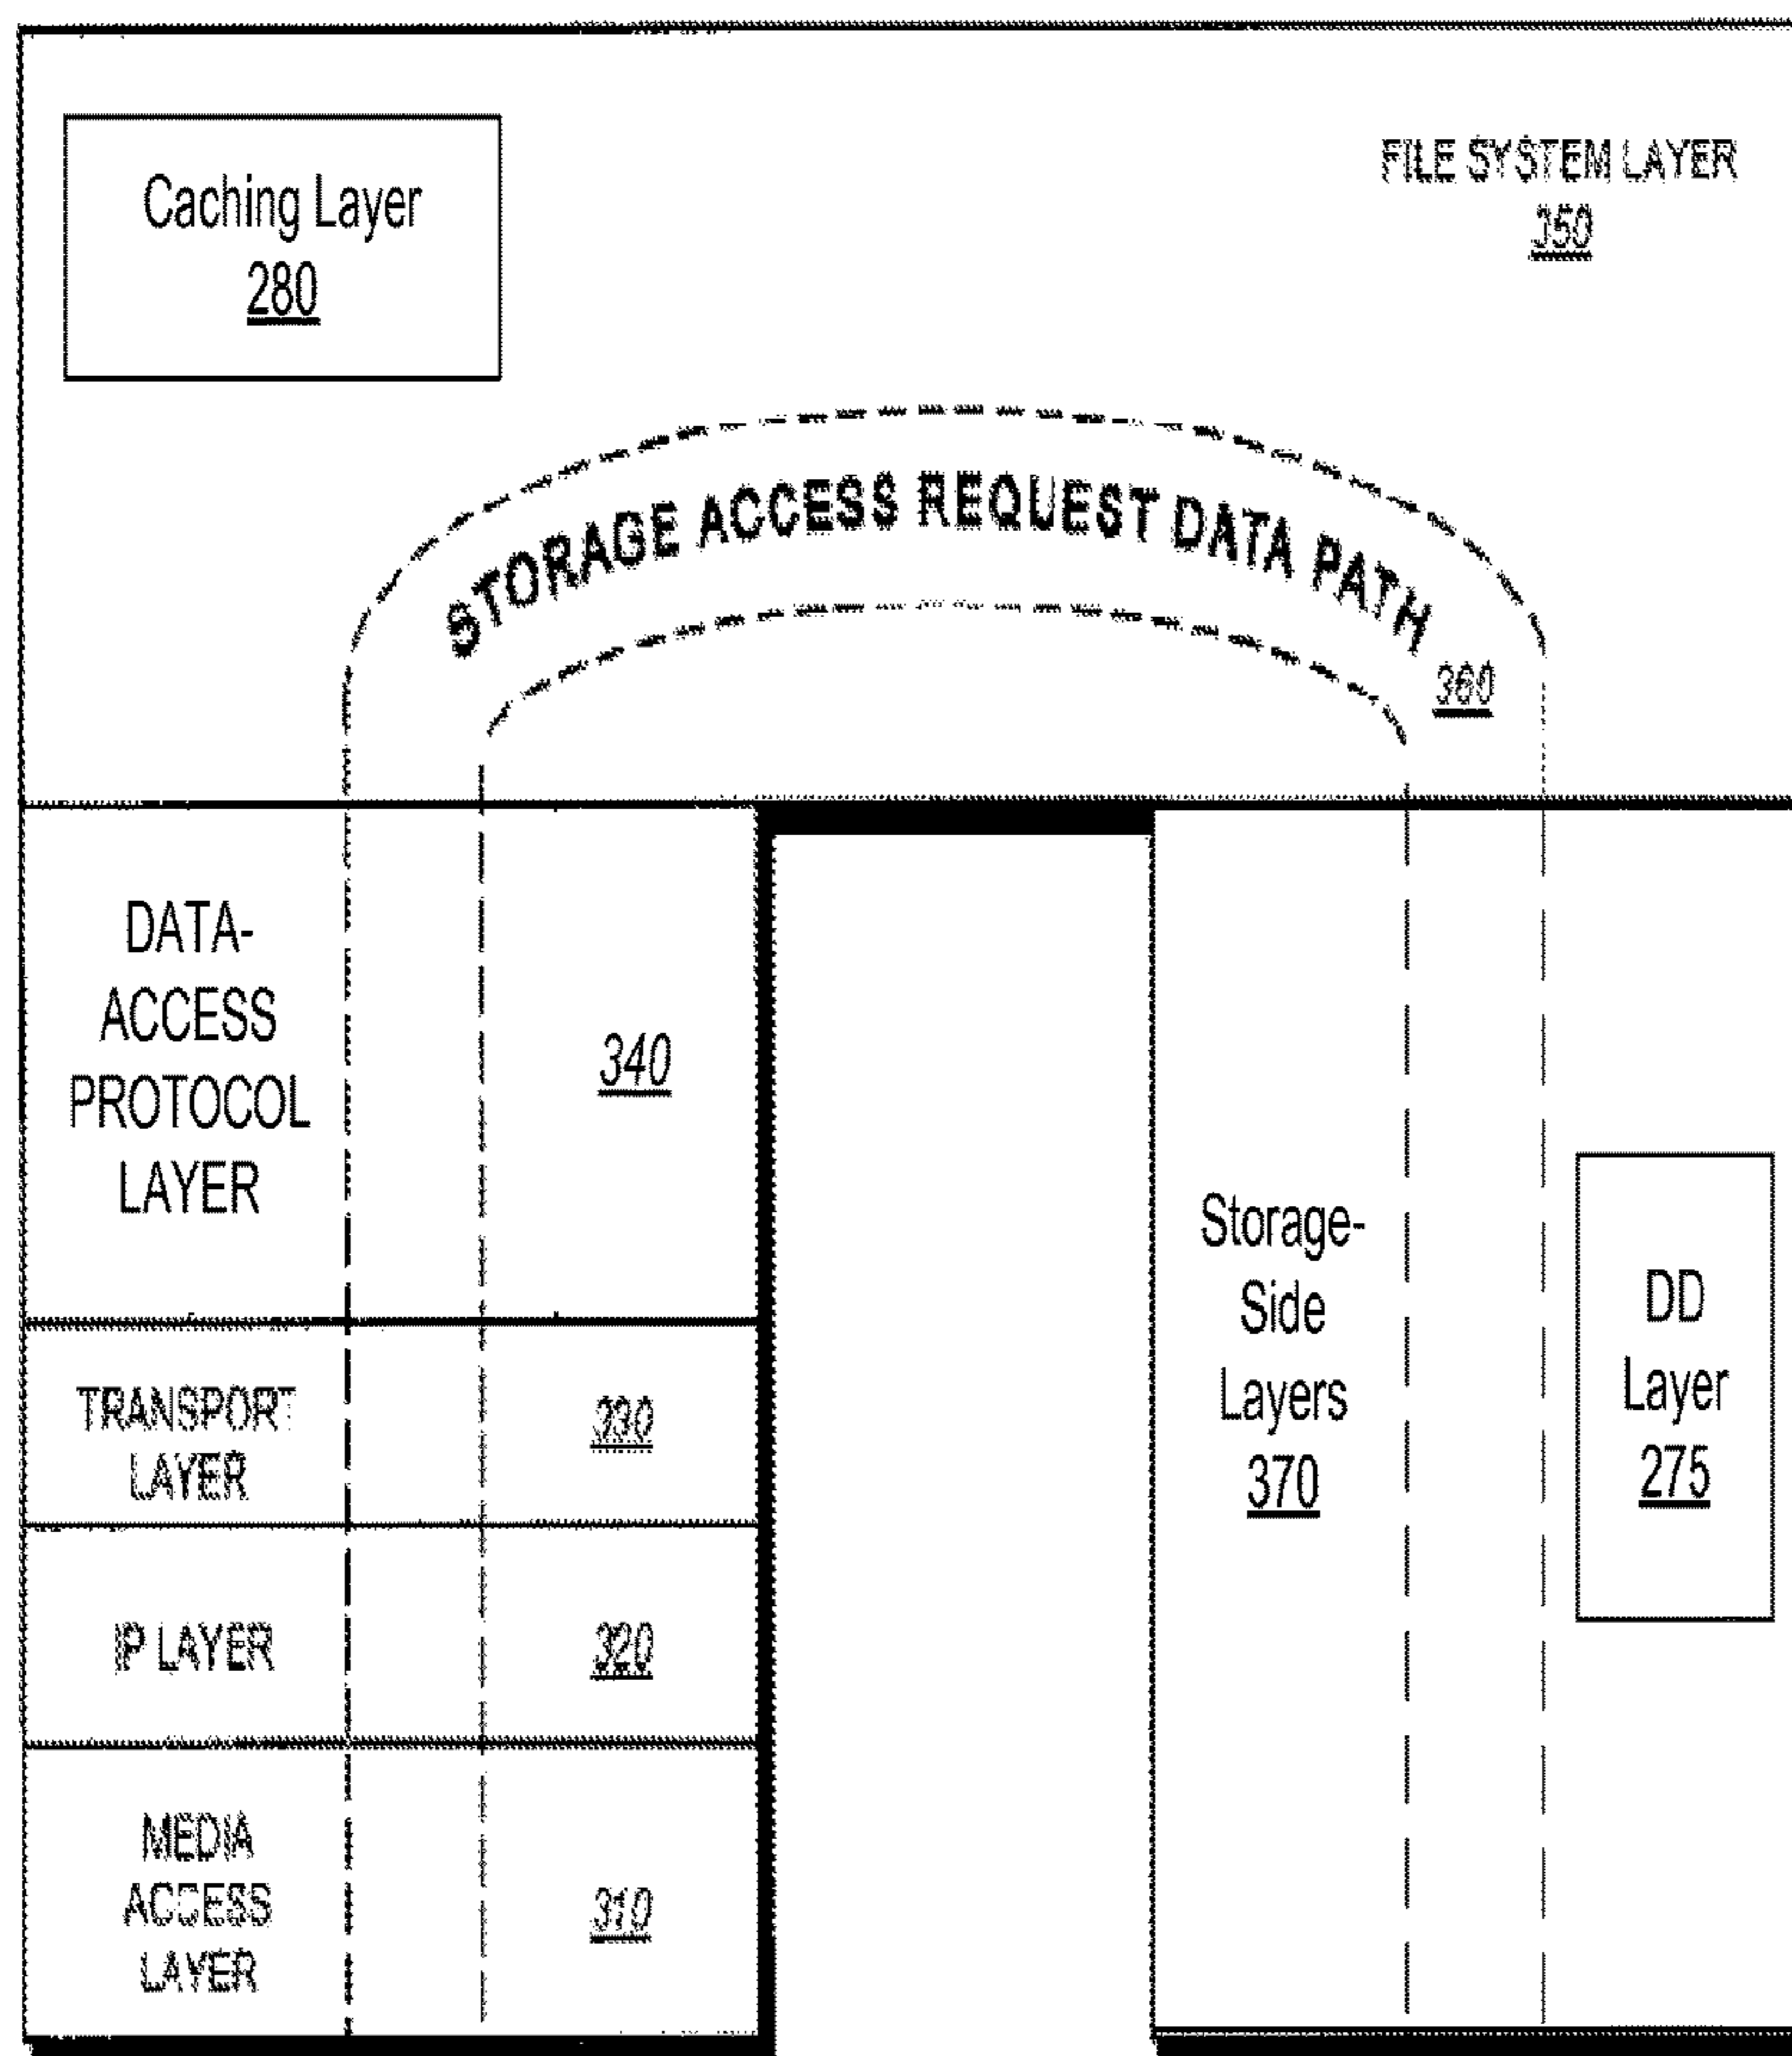 Caching Layer
280
FILE SYSTEM LAYER
350
STORAGE ACCESS REQUEST DATA PATH
360
DATA-
ACCESS
PROTOCOL
LAYER
340
TRANSPORT
LAYER
330
IP LAYER
320
MEDIA
ACCESS
LAYER
310
Storage-
Side
Layers
370
DD
Layer
275